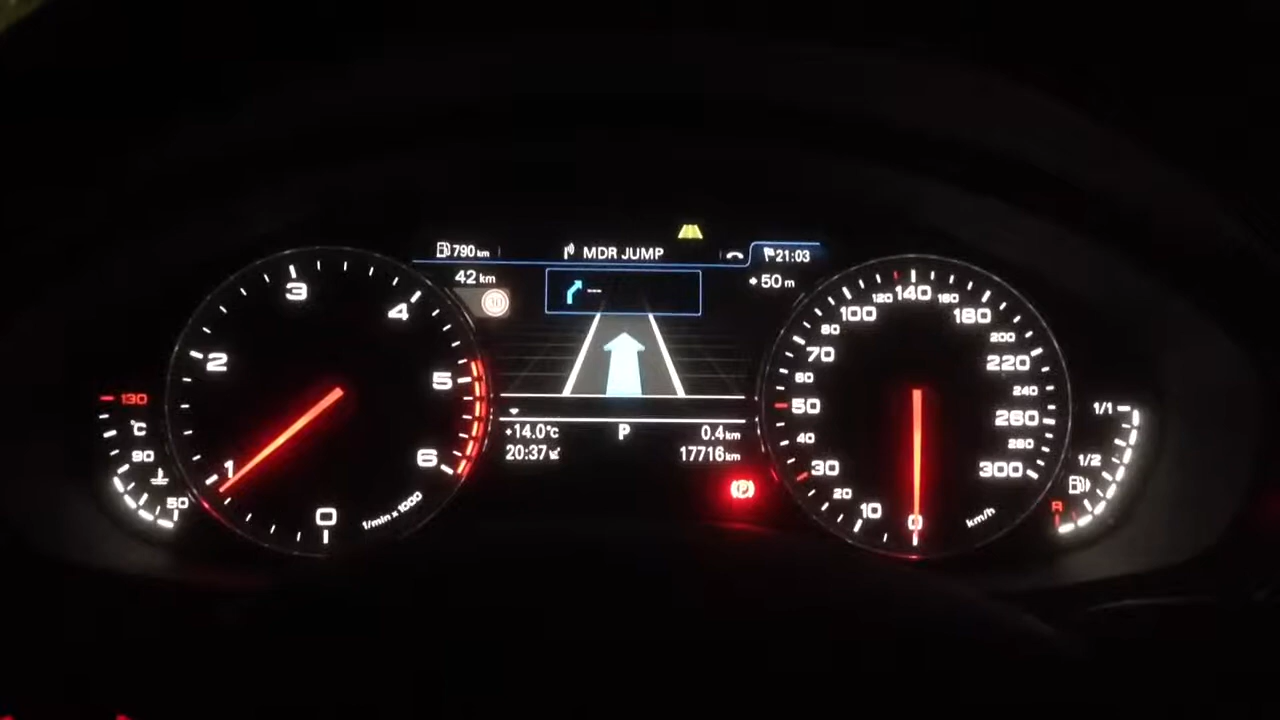 790 km
MDR JUMP
21:03
42 km
30
50 m
--
+14.0°C
P
0.4 km
20:37
17716 km
(P)
0
1
2
3
4
5
6
1/min x 1000
130
°C
90
50
0
10
20
30
40
50
60
70
80
100
120
140
160
180
200
220
240
260
280
300
km/h
1/1
1/2
R